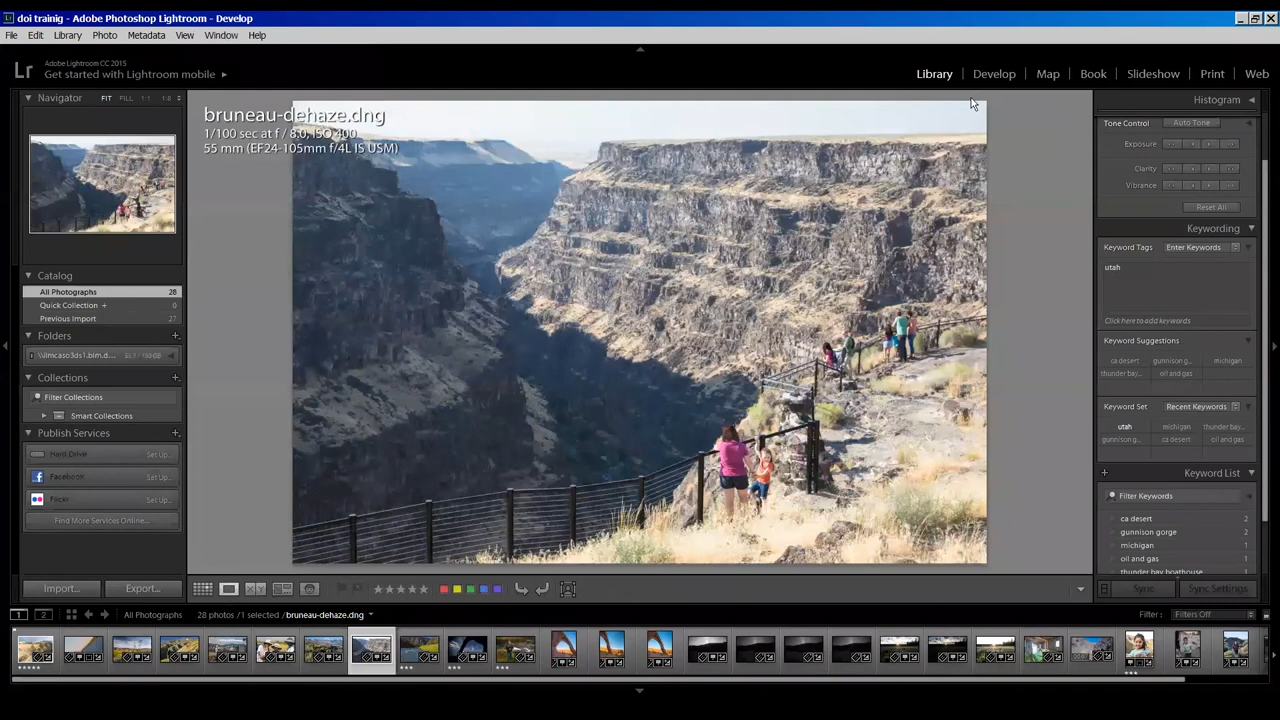 doi trainig - Adobe Photoshop Lightroom - Develop
File Edit Library Photo Metadata View Window Help
Lr
Adobe Lightroom CC 2015
Get started with Lightroom mobile
Library | Develop | Map | Book | Slideshow | Print | Web
Navigator FIT FILL 1:1 1:8
Catalog
All Photographs 28
Quick Collection + 0
Previous Import 27
Folders
Collections
Filter Collections
Smart Collections
Publish Services
Hard Drive Set Up...
Facebook Set Up...
Flickr Set Up...
Find More Services Online...
Import... Export...
bruneau-dehaze.dng
1/100 sec at f / 8.0, ISO 400
55 mm (EF24-105mm f/4L IS USM)
Histogram
Tone Control Auto Tone
Exposure
Clarity
Vibrance
Reset All
Keywording
Keyword Tags Enter Keywords
utah
Click here to add keywords
Keyword Suggestions
ca desert gunnison g... michigan
thunder bay... oil and gas
Keyword Set Recent Keywords
utah michigan thunder bay...
gunnison g... ca desert oil and gas
Keyword List
Filter Keywords
ca desert 2
gunnison gorge 2
michigan 1
oil and gas 1
thunder bay boathouse
Sync Sync Settings
1 2 All Photographs 28 photos / 1 selected / bruneau-dehaze.dng Filter : Filters Off